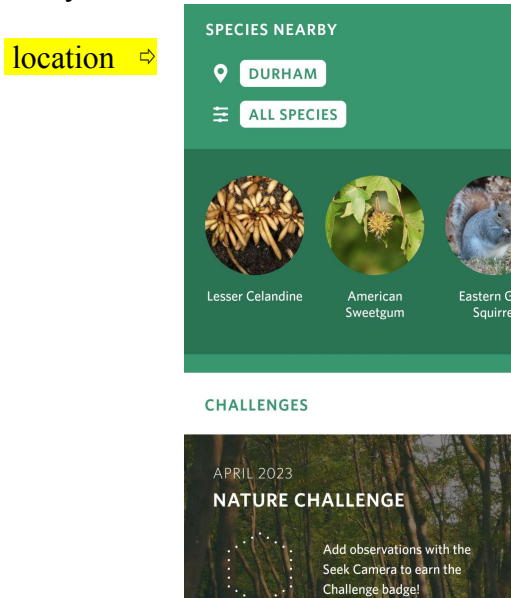 SPECIES NEARBY
location ⇨
DURHAM
ALL SPECIES
Lesser Celandine
American
Sweetgum
Eastern
CHALLENGES
APRIL 2023
NATURE CHALLENGE
Add observations with the
Seek Camera to earn the
Challenge badge!